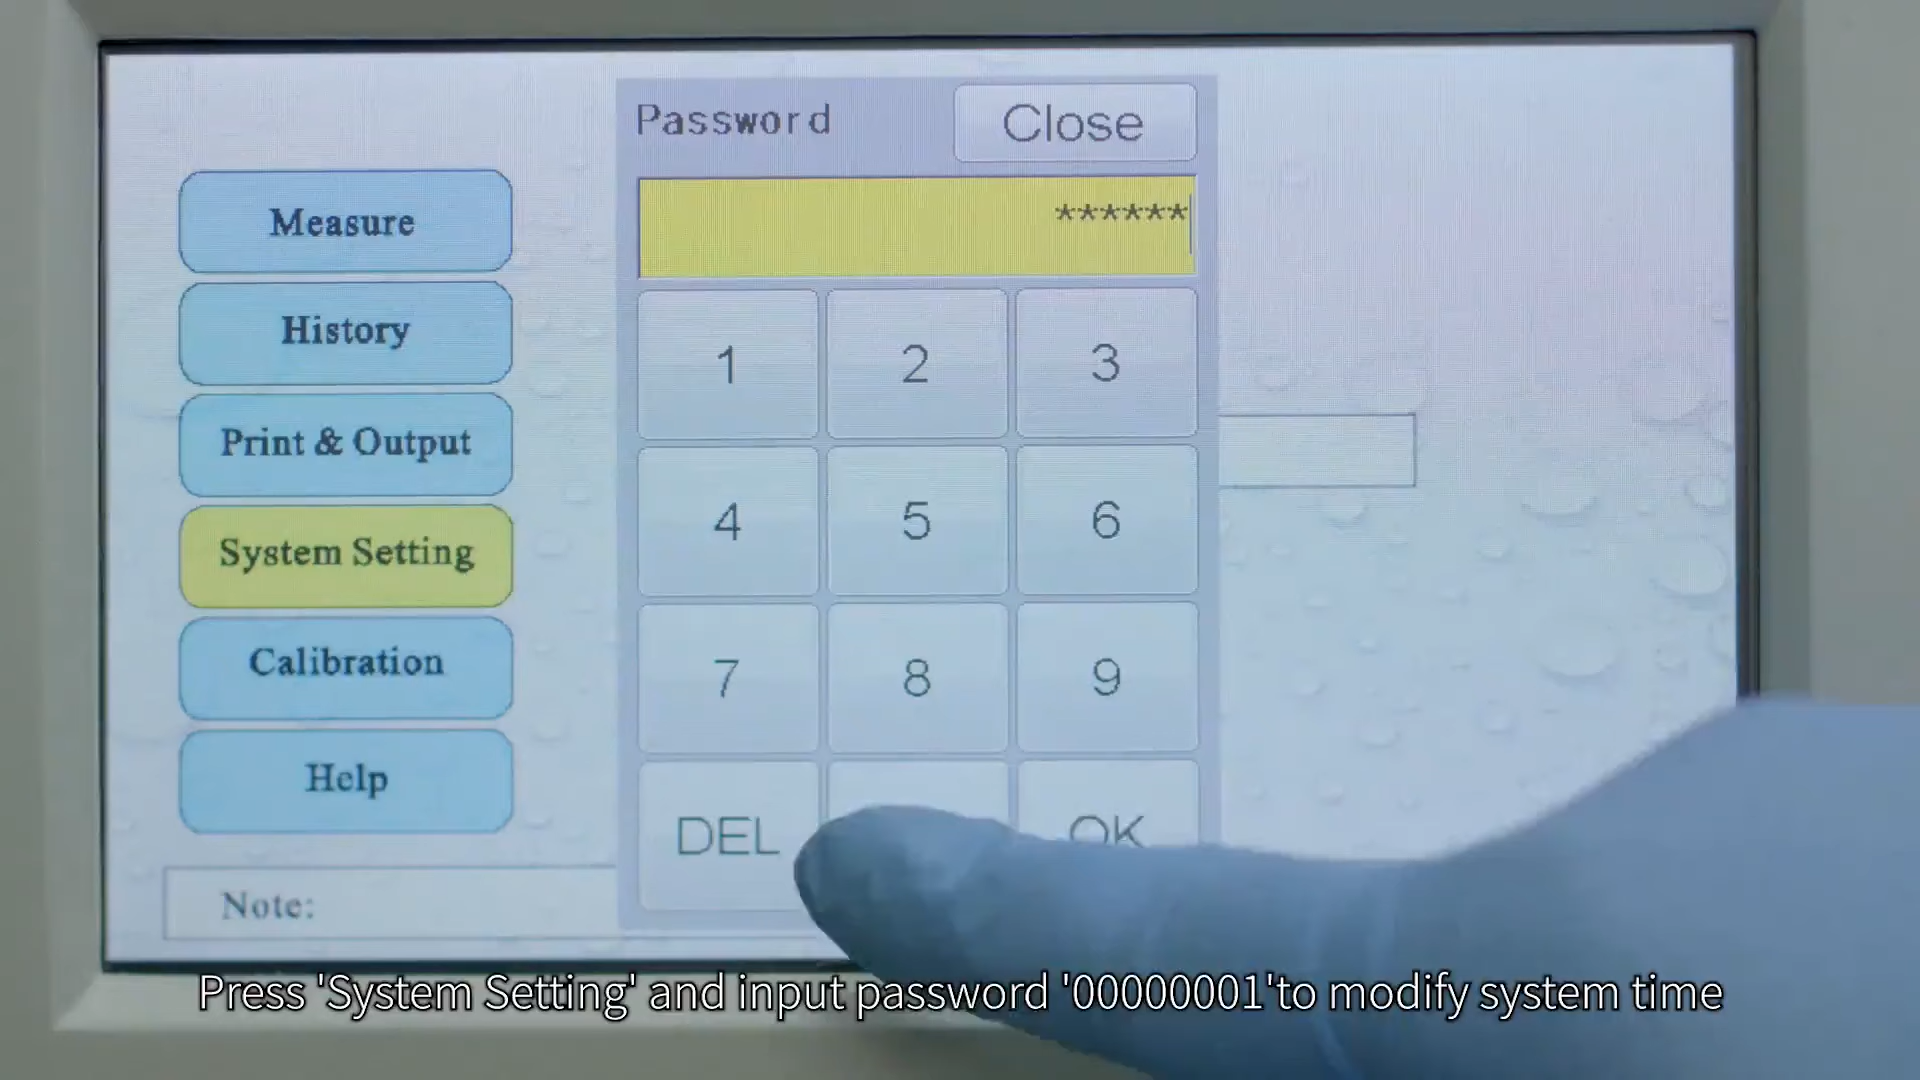 Password
Close
******
Measure
History
Print & Output
System Setting
Calibration
Help
1 2 3
4 5 6
7 8 9
DEL OK
Note:
Press 'System Setting' and input password '00000001'to modify system time